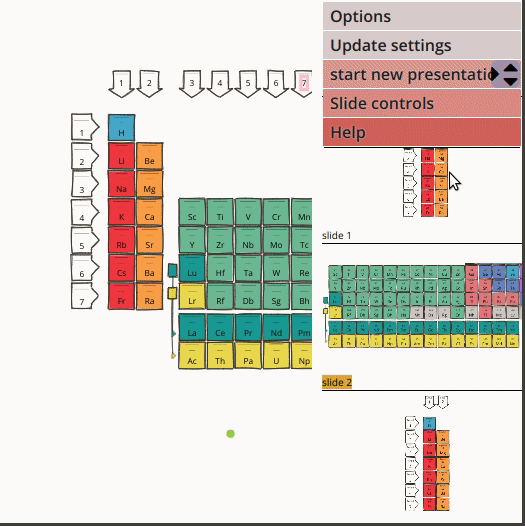 Options
Update settings
start new presentatio
Slide controls
Help
1 2 3 4 5 6 7
1 H
2 Li Be
3 Na Mg
4 K Ca Sc Ti V Cr Mn
5 Rb Sr Y Zr Nb Mo Tc
6 Cs Ba Lu Hf Ta W Re
7 Fr Ra Lr Rf Db Sg Bh
La Ce Pr Nd Pm
Ac Th Pa U Np
slide 1
slide 2